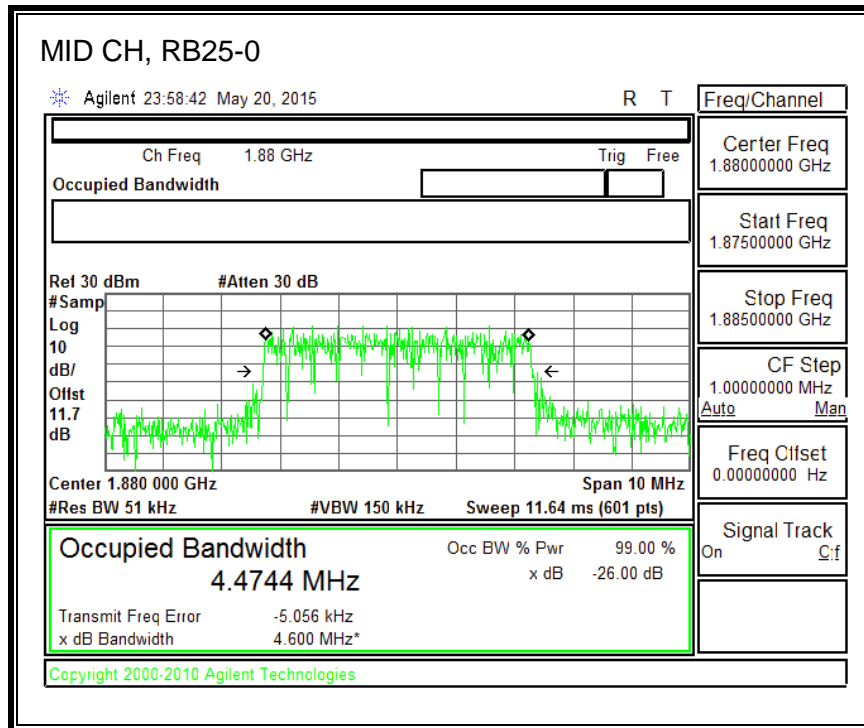 MID CH, RB25-0
Agilent 23:58:42 May 20, 2015 R T
Freq/Channel
Ch Freq 1.88 GHz Trig Free
Occupied Bandwidth
Center Freq
1.88000000 GHz
Start Freq
1.87500000 GHz
Stop Freq
1.88500000 GHz
CF Step
1.00000000 MHz
Auto Man
Freq Offset
0.00000000 Hz
Signal Track
On Off
Ref 30 dBm #Atten 30 dB
#Samp
Log
10
dB/
Offst
11.7
dB
Center 1.880 000 GHz Span 10 MHz
#Res BW 51 kHz #VBW 150 kHz Sweep 11.64 ms (601 pts)
Occupied Bandwidth
4.4744 MHz
Occ BW % Pwr 99.00 %
x dB -26.00 dB
Transmit Freq Error -5.056 kHz
x dB Bandwidth 4.600 MHz*
Copyright 2000-2010 Agilent Technologies